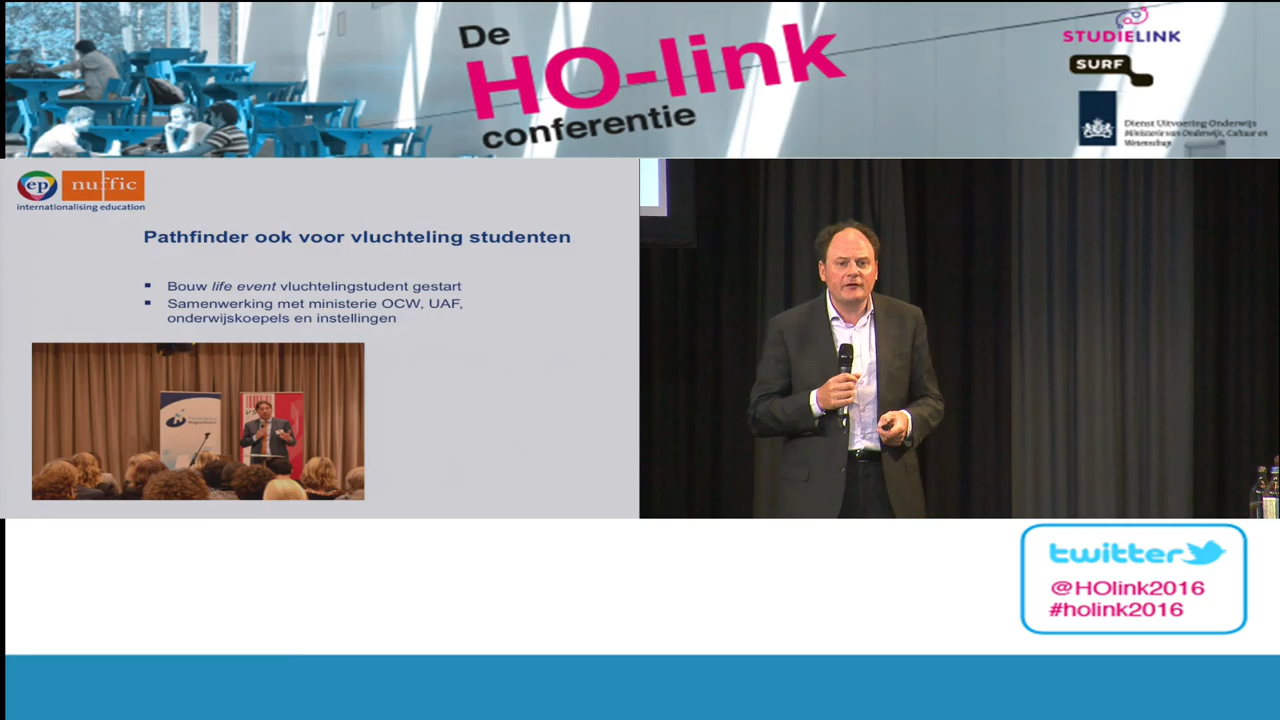 De
HO-link
conferentie
STUDIELINK
SURF
Dienst Uitvoering Onderwijs
Ministerie van Onderwijs, Cultuur en
Wetenschap
ep nuffic
internationalising education
Pathfinder ook voor vluchteling studenten
Bouw life event vluchtelingstudent gestart
Samenwerking met ministerie OCW, UAF,
onderwijskoepels en instellingen
twitter
@HOlink2016
#holink2016